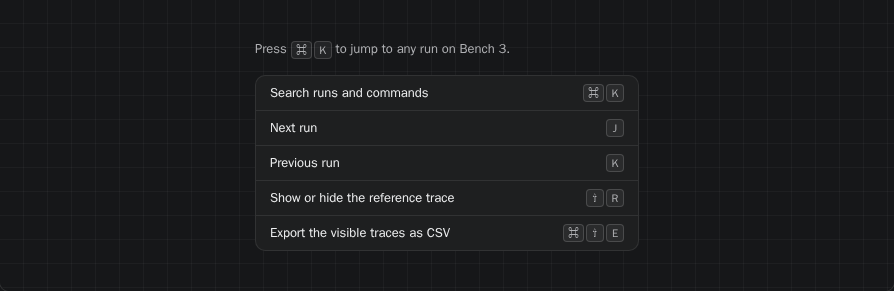 Press ⌘ K to jump to any run on Bench 3.
Search runs and commands ⌘ K
Next run J
Previous run K
Show or hide the reference trace ⇧ R
Export the visible traces as CSV ⌘ ⇧ E